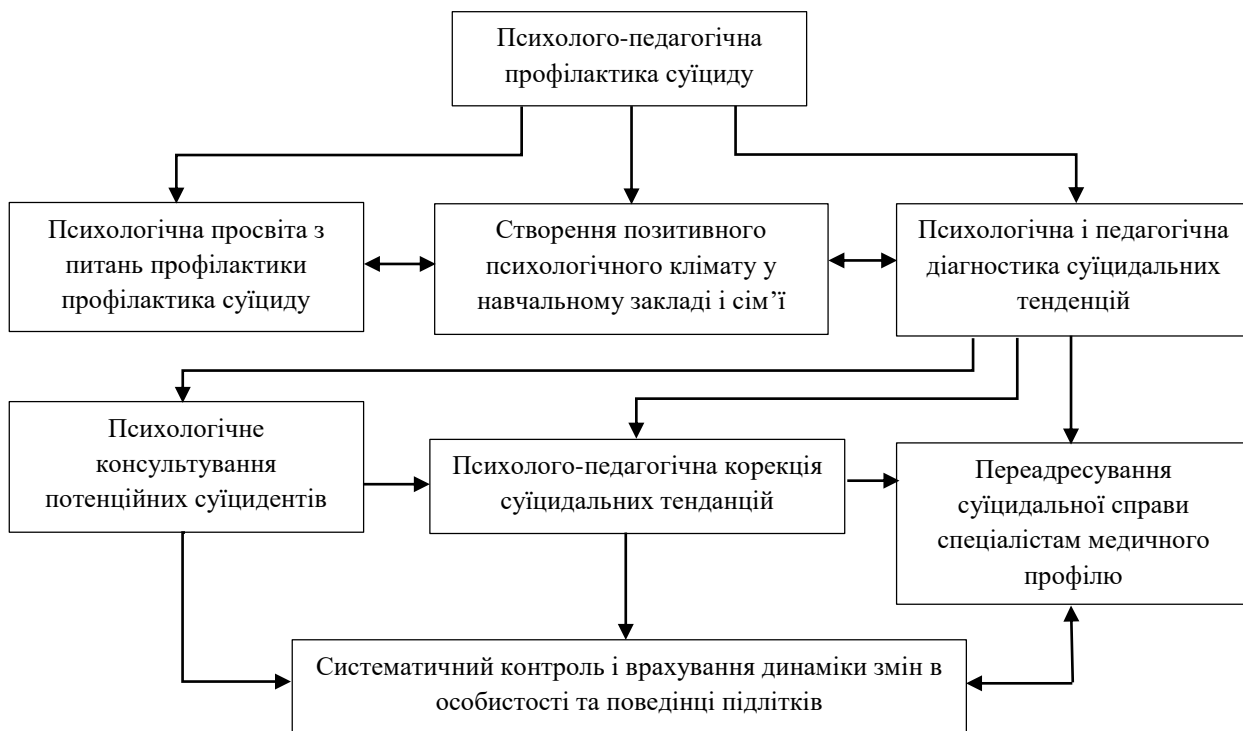 Психолого-педагогічна
профілактика суїциду
Психологічна просвіта з
питань профілактики
профілактика суїциду
Створення позитивного
психологічного клімату у
навчальному закладі і сім’ї
Психологічна і педагогічна
діагностика суїцидальних
тенденцій
Психологічне
консультування
потенційних суїцидентів
Психолого-педагогічна корекція
суїцидальних тенданцій
Переадресування
суїцидальної справи
спеціалістам медичного
профілю
Систематичний контроль і врахування динаміки змін в
особистості та поведінці підлітків